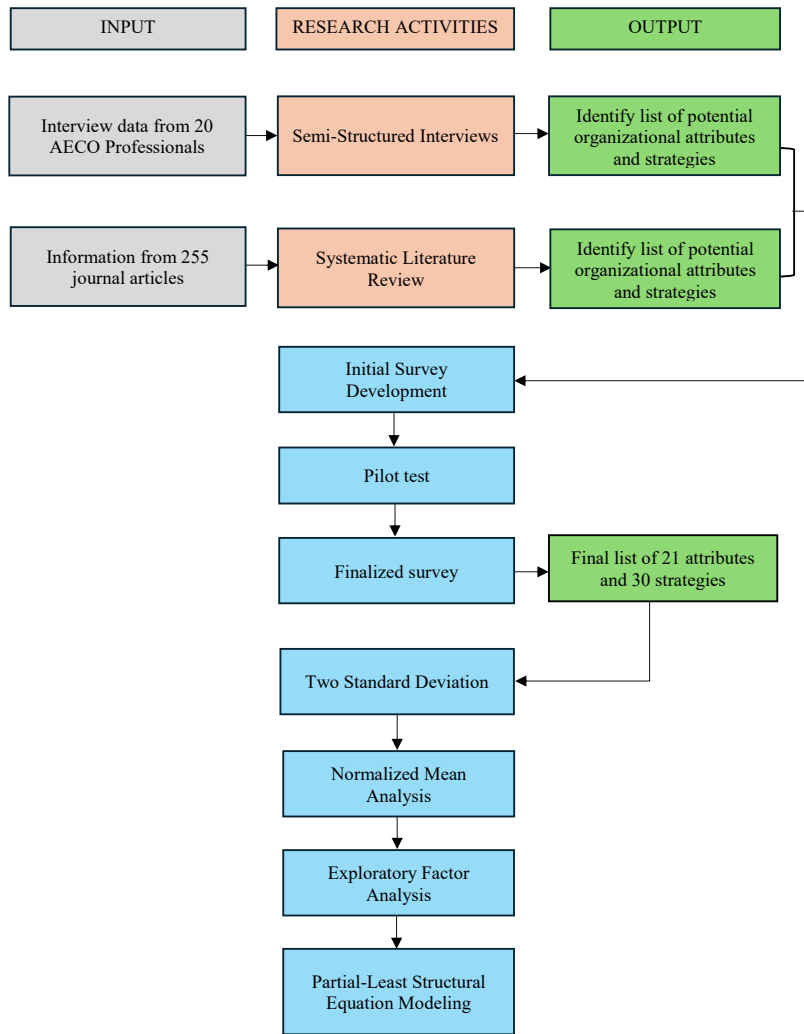 INPUT
RESEARCH ACTIVITIES
OUTPUT
Interview data from 20
AECO Professionals
Semi-Structured Interviews
Identify list of potential
organizational attributes
and strategies
Information from 255
journal articles
Systematic Literature
Review
Identify list of potential
organizational attributes
and strategies
Initial Survey
Development
Pilot test
Finalized survey
Final list of 21 attributes
and 30 strategies
Two Standard Deviation
Normalized Mean
Analysis
Exploratory Factor
Analysis
Partial-Least Structural
Equation Modeling